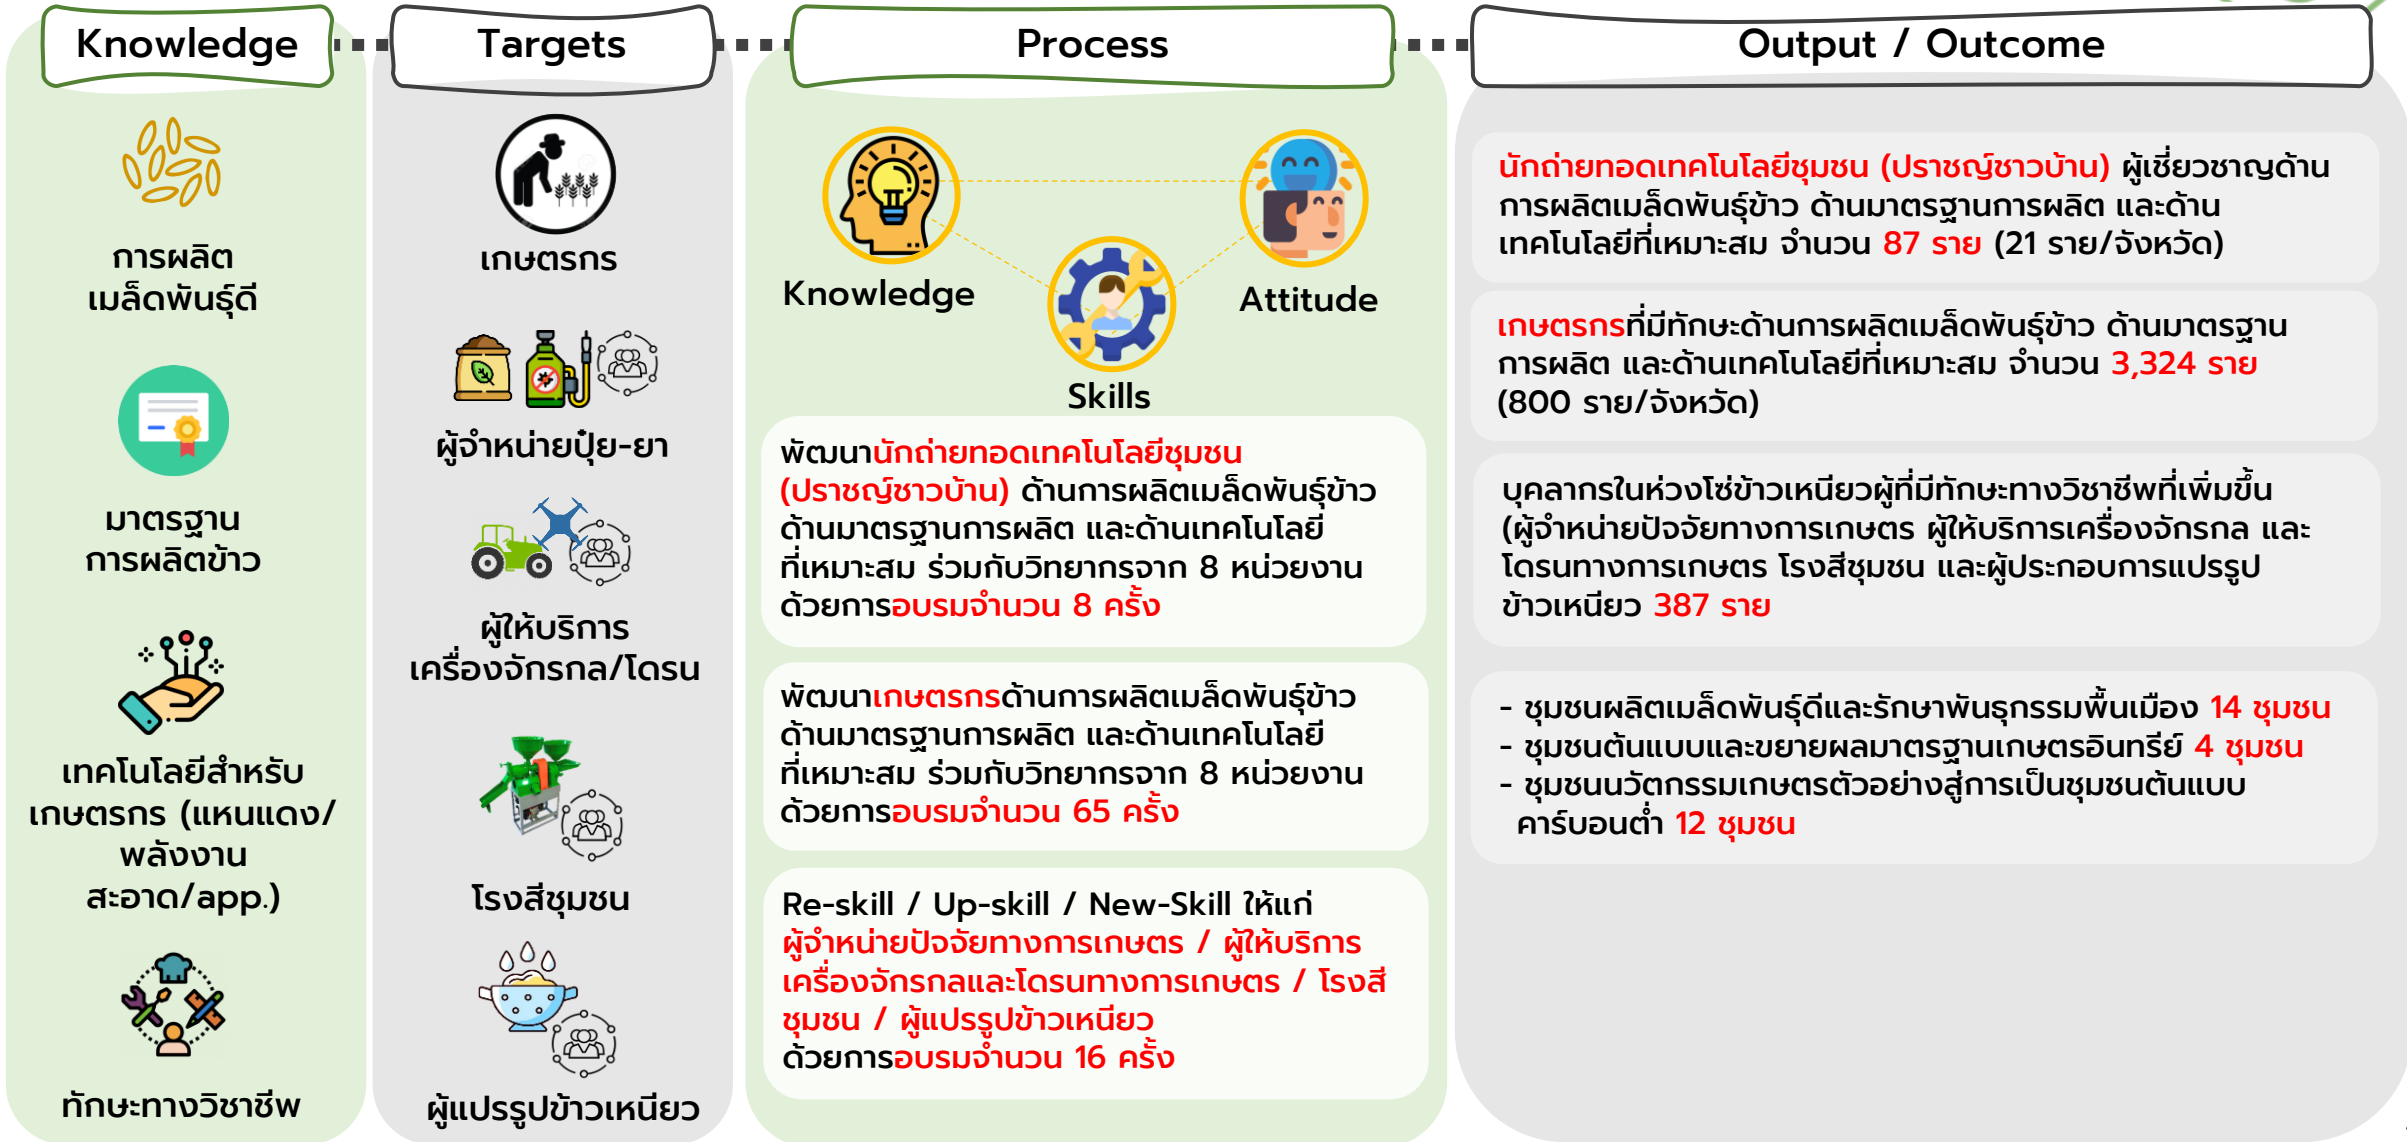 Knowledge
การผลิต
เมล็ดพันธุ์ดี
มาตรฐาน
การผลิตข้าว
เทคโนโลยีสำหรับ
เกษตรกร (แหนแดง/
พลังงาน
สะอาด/app.)
ทักษะทางวิชาชีพ
Targets
เกษตรกร
ผู้จำหน่ายปุ๋ย-ยา
ผู้ให้บริการ
เครื่องจักรกล/โดรน
โรงสีชุมชน
ผู้แปรรูปข้าวเหนียว
Process
Knowledge
Attitude
Skills
พัฒนานักถ่ายทอดเทคโนโลยีชุมชน
(ปราชญ์ชาวบ้าน) ด้านการผลิตเมล็ดพันธุ์ข้าว
ด้านมาตรฐานการผลิต และด้านเทคโนโลยี
ที่เหมาะสม ร่วมกับวิทยากรจาก 8 หน่วยงาน
ด้วยการอบรมจำนวน 8 ครั้ง
พัฒนาเกษตรกรด้านการผลิตเมล็ดพันธุ์ข้าว
ด้านมาตรฐานการผลิต และด้านเทคโนโลยี
ที่เหมาะสม ร่วมกับวิทยากรจาก 8 หน่วยงาน
ด้วยการอบรมจำนวน 65 ครั้ง
Re-skill / Up-skill / New-Skill ให้แก่
ผู้จำหน่ายปัจจัยทางการเกษตร / ผู้ให้บริการ
เครื่องจักรกลและโดรนทางการเกษตร / โรงสี
ชุมชน / ผู้แปรรูปข้าวเหนียว
ด้วยการอบรมจำนวน 16 ครั้ง
Output / Outcome
นักถ่ายทอดเทคโนโลยีชุมชน (ปราชญ์ชาวบ้าน) ผู้เชี่ยวชาญด้าน
การผลิตเมล็ดพันธุ์ข้าว ด้านมาตรฐานการผลิต และด้าน
เทคโนโลยีที่เหมาะสม จำนวน 87 ราย (21 ราย/จังหวัด)
เกษตรกรที่มีทักษะด้านการผลิตเมล็ดพันธุ์ข้าว ด้านมาตรฐาน
การผลิต และด้านเทคโนโลยีที่เหมาะสม จำนวน 3,324 ราย
(800 ราย/จังหวัด)
บุคลากรในห่วงโซ่ข้าวเหนียวผู้ที่มีทักษะทางวิชาชีพที่เพิ่มขึ้น
(ผู้จำหน่ายปัจจัยทางการเกษตร ผู้ให้บริการเครื่องจักรกล และ
โดรนทางการเกษตร โรงสีชุมชน และผู้ประกอบการแปรรูป
ข้าวเหนียว 387 ราย
- ชุมชนผลิตเมล็ดพันธุ์ดีและรักษาพันธุกรรมพื้นเมือง 14 ชุมชน
- ชุมชนต้นแบบและขยายผลมาตรฐานเกษตรอินทรีย์ 4 ชุมชน
- ชุมชนนวัตกรรมเกษตรตัวอย่างสู่การเป็นชุมชนต้นแบบ
คาร์บอนต่ำ 12 ชุมชน